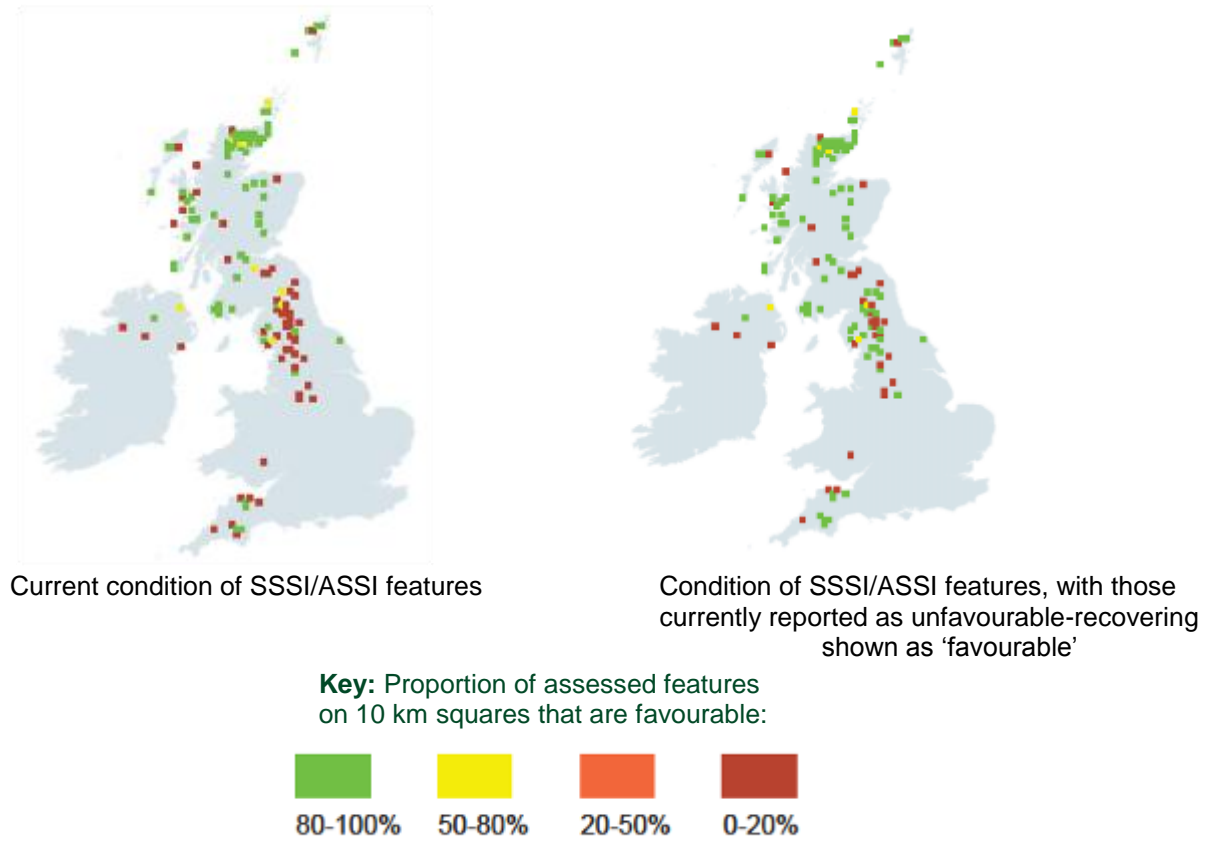 Current condition of SSSI/ASSI features
Condition of SSSI/ASSI features, with those
currently reported as unfavourable-recovering
shown as ‘favourable’
Key: Proportion of assessed features
on 10 km squares that are favourable:
80-100%
50-80%
20-50%
0-20%